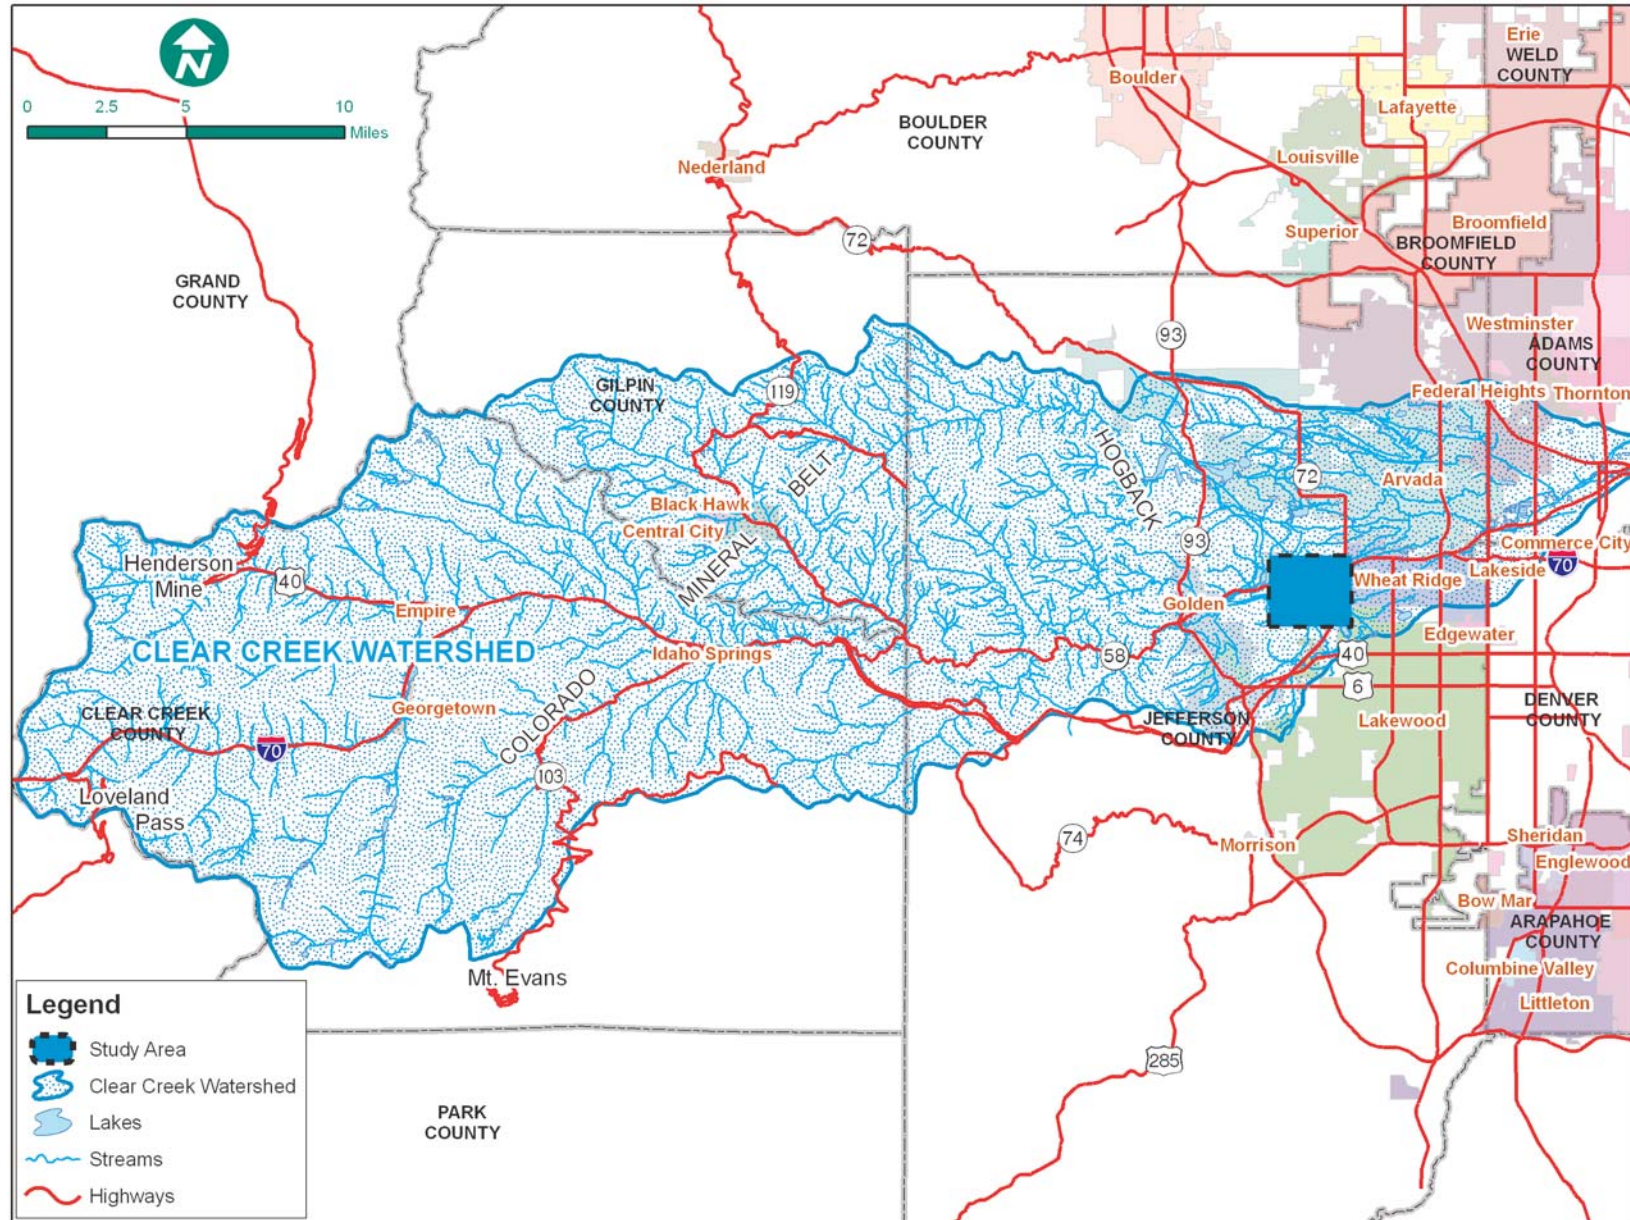 N
0 2.5 5 10
Miles
Erie
WELD
COUNTY
Boulder
Lafayette
BOULDER
COUNTY
Louisville
Nederland
Broomfield
Superior
72
BROOMFIELD
COUNTY
GRAND
COUNTY
93
Westminster
ADAMS
COUNTY
GILPIN
COUNTY
119
Federal Heights
Thornton
HOGBACK
72
Arvada
Black Hawk
Central City
COLORADO MINERAL BELT
93
Commerce City
Henderson
Mine
40
Wheat Ridge
Lakeside
70
Empire
Golden
CLEAR CREEK WATERSHED
Idaho Springs
58
Edgewater
40
6
Georgetown
CLEAR CREEK
COUNTY
JEFFERSON
COUNTY
Lakewood
DENVER
COUNTY
70
103
Loveland
Pass
74
Morrison
Sheridan
Englewood
Bow Mar
ARAPAHOE
COUNTY
Mt. Evans
Columbine Valley
Littleton
285
PARK
COUNTY
Legend
Study Area
Clear Creek Watershed
Lakes
Streams
Highways